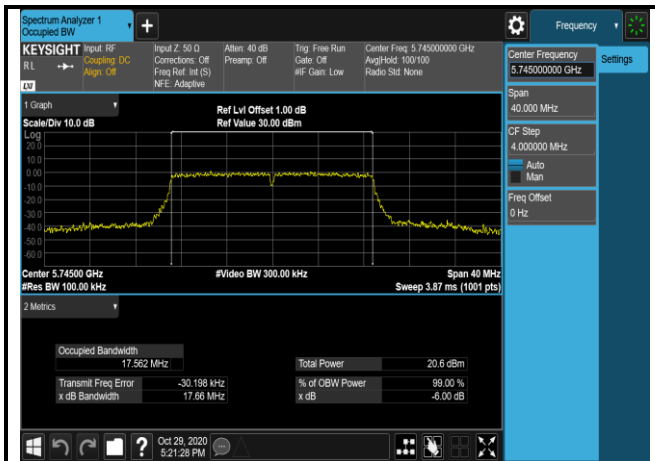 Spectrum Analyzer 1
Occupied BW
+
Frequency
KEYSIGHT
RL
LXI
Input: RF
Coupling: DC
Align: Off
Input Z: 50 Ω
Corrections: Off
Freq Ref: Int (S)
NFE: Adaptive
Atten: 40 dB
Preamp: Off
Trig: Free Run
Gate: Off
#IF Gain: Low
Center Freq: 5.745000000 GHz
Avg|Hold: 100/100
Radio Std: None
Center Frequency
5.745000000 GHz
Settings
Span
40.000 MHz
CF Step
4.000000 MHz
Auto
Man
Freq Offset
0 Hz
1 Graph
Scale/Div 10.0 dB
Ref Lvl Offset 1.00 dB
Ref Value 30.00 dBm
Log
20.0
10.0
0.00
-10.0
-20.0
-30.0
-40.0
-50.0
-60.0
Center 5.74500 GHz
#Res BW 100.00 kHz
#Video BW 300.00 kHz
Span 40 MHz
Sweep 3.87 ms (1001 pts)
2 Metrics
Occupied Bandwidth
17.562 MHz
Total Power 20.6 dBm
Transmit Freq Error -30.198 kHz
% of OBW Power 99.00 %
x dB Bandwidth 17.66 MHz
x dB -6.00 dB
?
Oct 29, 2020
5:21:28 PM